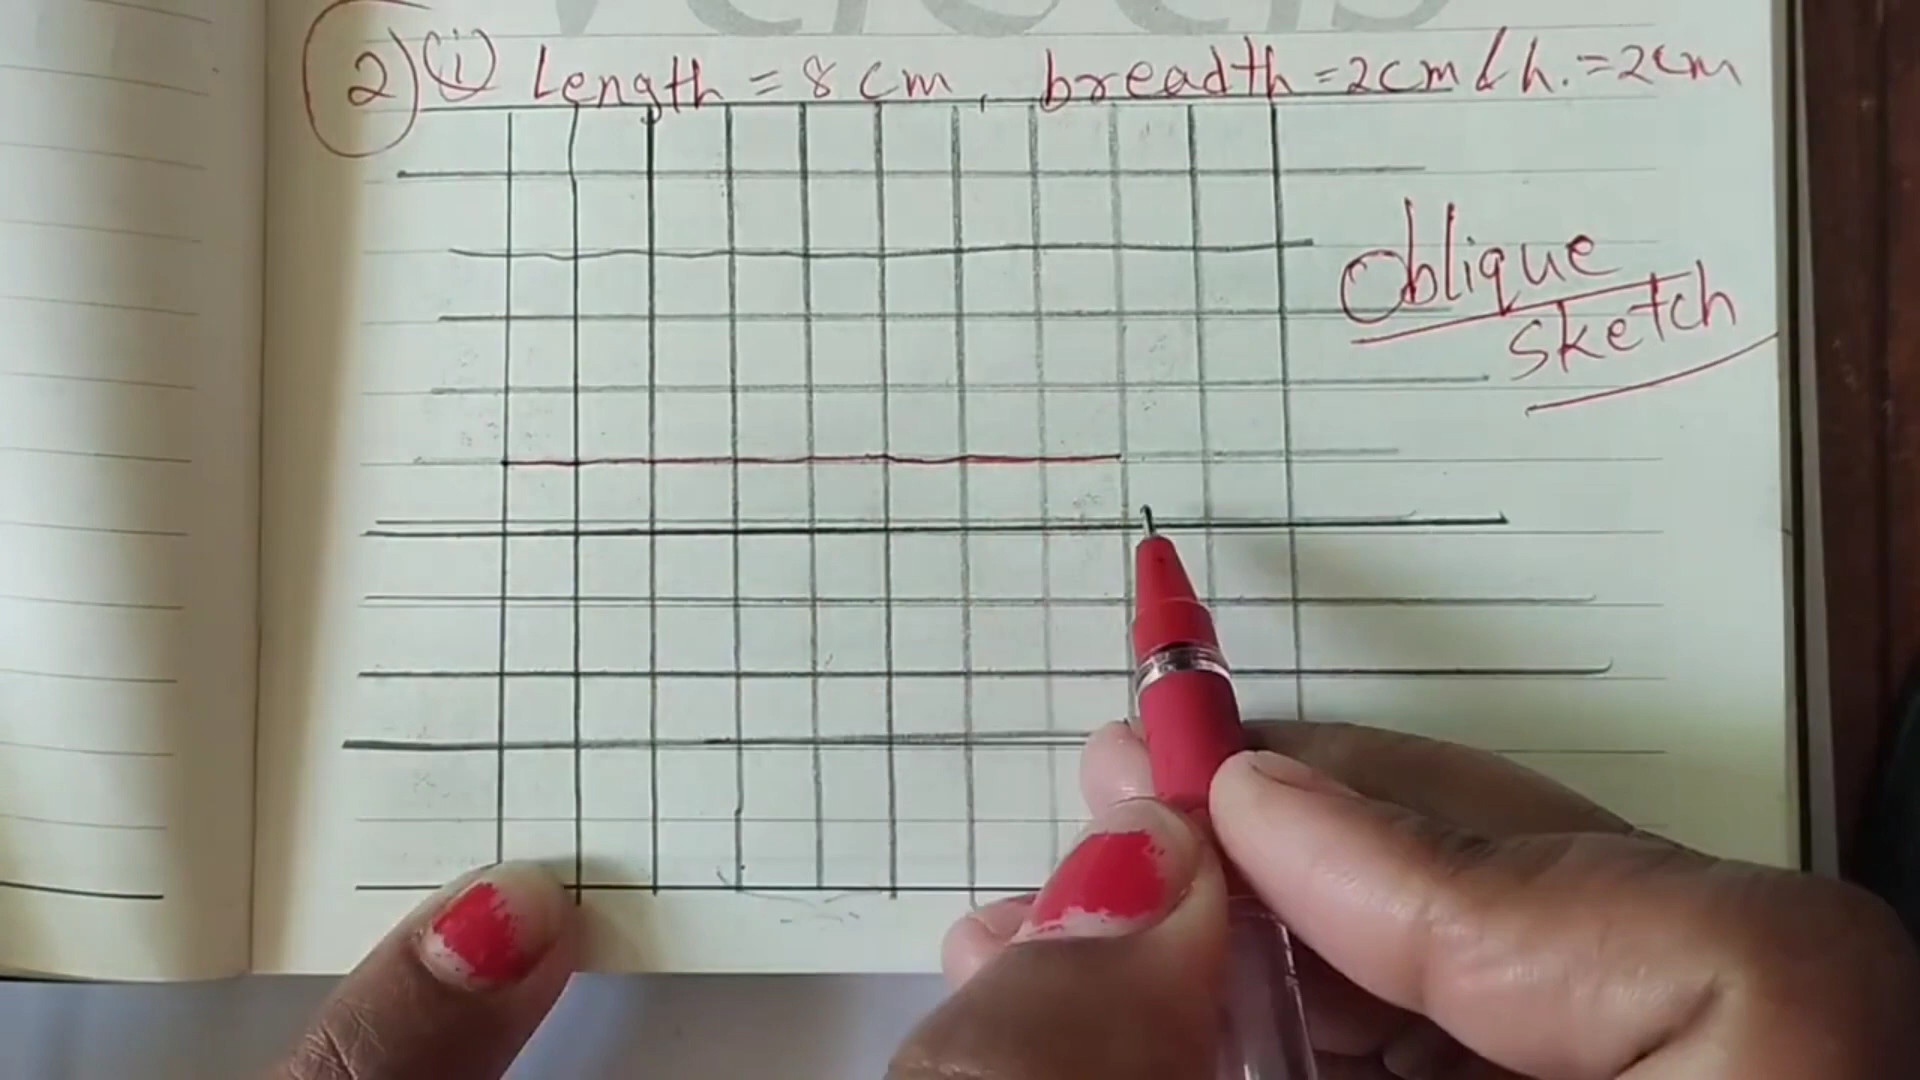 2) (i) Length = 8 cm, breadth = 2cm & h. = 2cm
Oblique
sketch